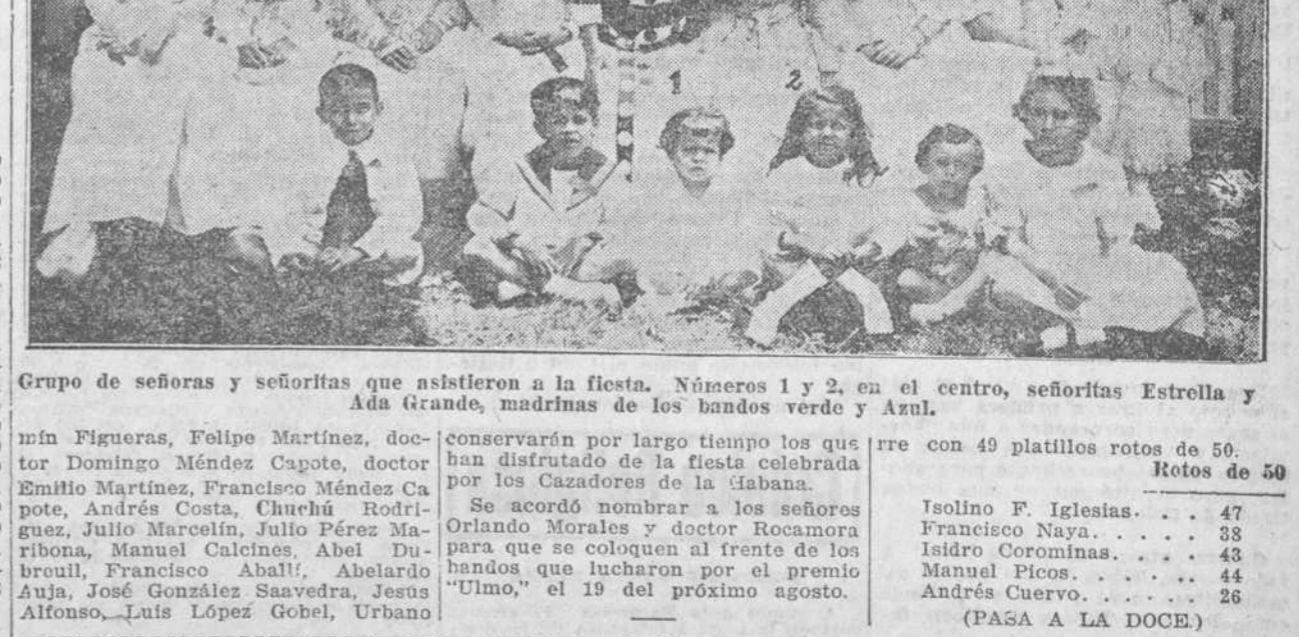 1 2
Grupo de señoras y señoritas que asistieron a la fiesta. Números 1 y 2, en el centro, señoritas Estrella y
Ada Grande, madrinas de los bandos verde y Azul.
mín Figueras, Felipe Martínez, doc-
tor Domingo Méndez Capote, doctor
Emilio Martínez, Francisco Méndez Ca
pote, Andrés Costa, Chuchú Rodrí-
guez, Julio Marcelín, Julio Pérez Ma-
ribona, Manuel Calcines, Abel Du-
breuil, Francisco Aballí, Abelardo
Auja, José González Saavedra, Jesús
Alfonso, Luis López Gobel, Urbano
conservarán por largo tiempo los que
han disfrutado de la fiesta celebrada
por los Cazadores de la Habana.
Se acordó nombrar a los señores
Orlando Morales y doctor Rocamora
para que se coloquen al frente de los
bandos que lucharon por el premio
"Ulmo," el 19 del próximo agosto.
rre con 49 platillos rotos de 50.
Rotos de 50
Isolino F. Iglesias. . . 47
Francisco Naya. . . . . 38
Isidro Corominas. . . . 43
Manuel Picos. . . . . 44
Andrés Cuervo. . . . . 26
(PASA A LA DOCE.)